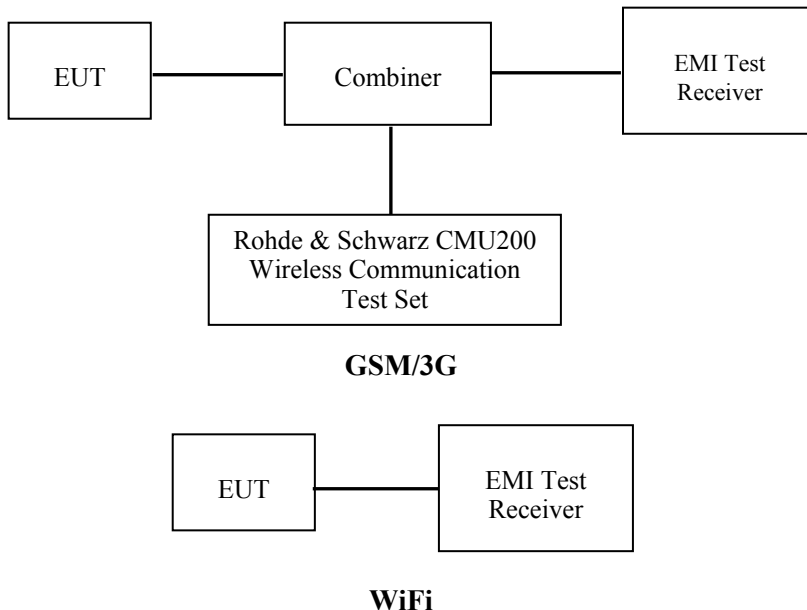 EUT
Combiner
EMI Test
Receiver
Rohde & Schwarz CMU200
Wireless Communication
Test Set
GSM/3G
EUT
EMI Test
Receiver
WiFi